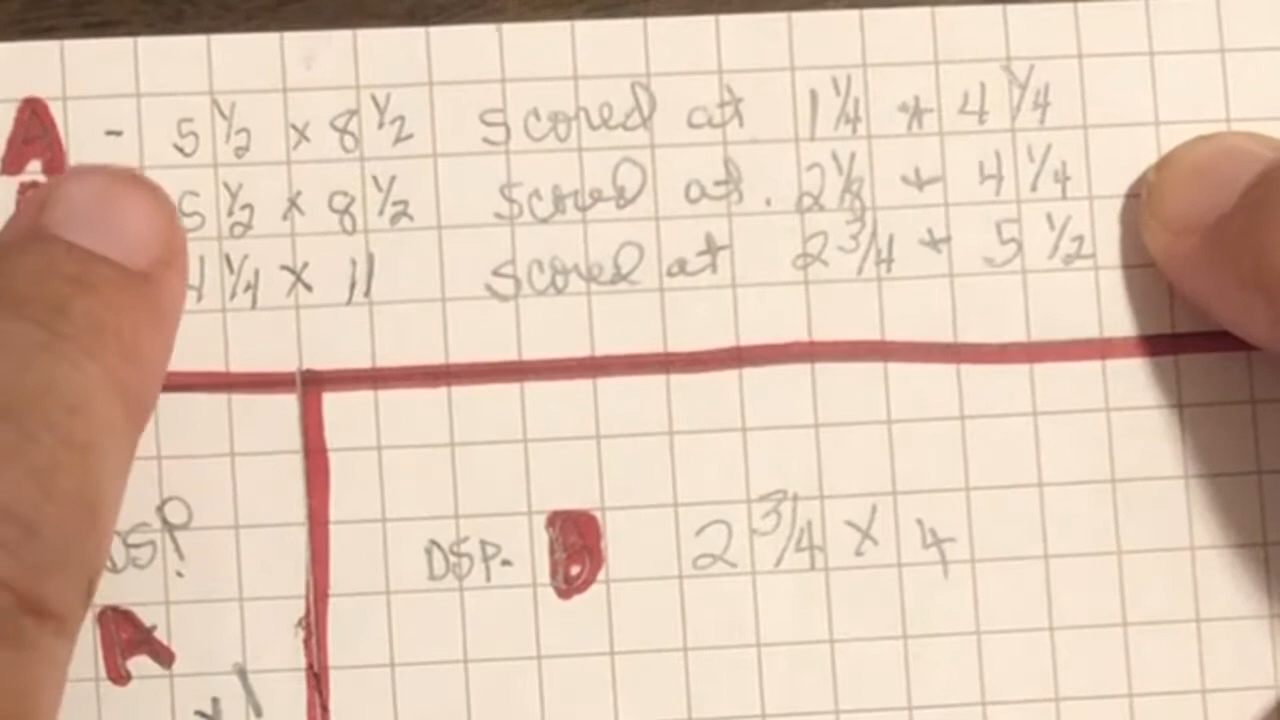 A - 5 1/2 x 8 1/2 scored at 1 1/4 + 4 1/4
5 1/2 x 8 1/2 scored at. 2 1/8 + 4 1/4
4 1/4 x 11 scored at 2 3/4 + 5 1/2
DSP
DSP. B 2 3/4 x 4
A